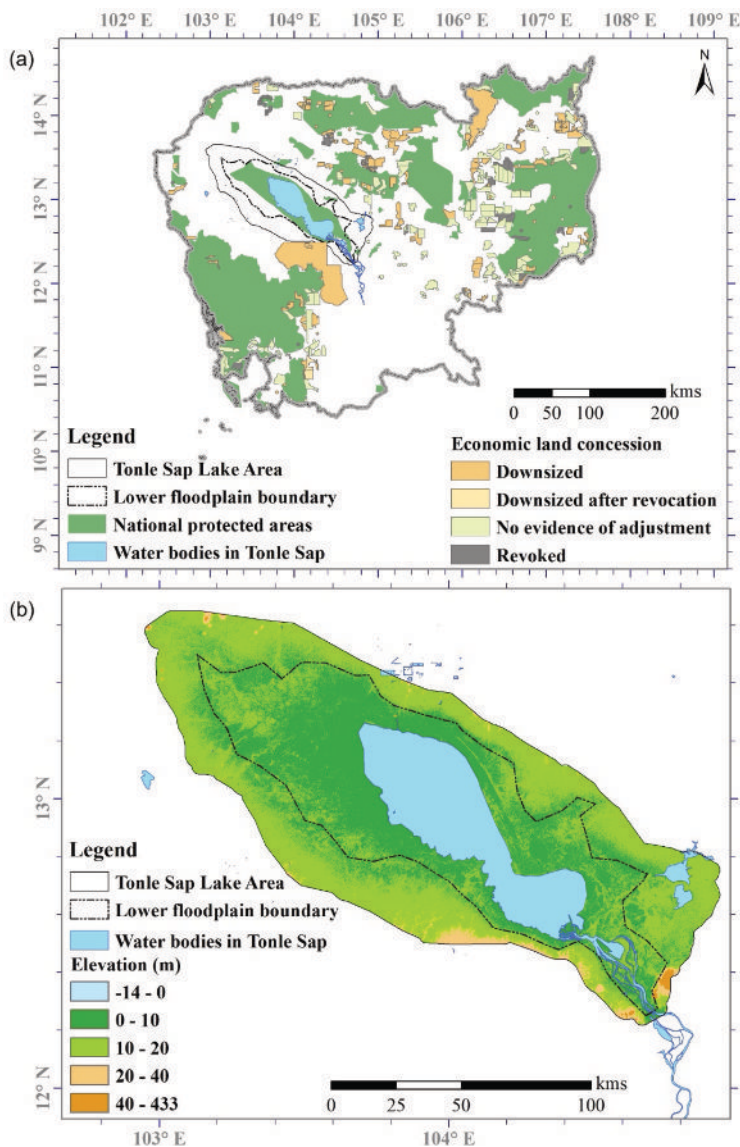 102° E 103° E 104° E 105° E 106° E 107° E 108° E 109° E
(a)
N
14° N
13° N
12° N
11° N
10° N
9° N
kms
0 50 100 200
Legend
Tonle Sap Lake Area
Lower floodplain boundary
National protected areas
Water bodies in Tonle Sap
Economic land concession
Downsized
Downsized after revocation
No evidence of adjustment
Revoked
(b)
13° N
12° N
Legend
Tonle Sap Lake Area
Lower floodplain boundary
Water bodies in Tonle Sap
Elevation (m)
-14 - 0
0 - 10
10 - 20
20 - 40
40 - 433
kms
0 25 50 100
103° E 104° E